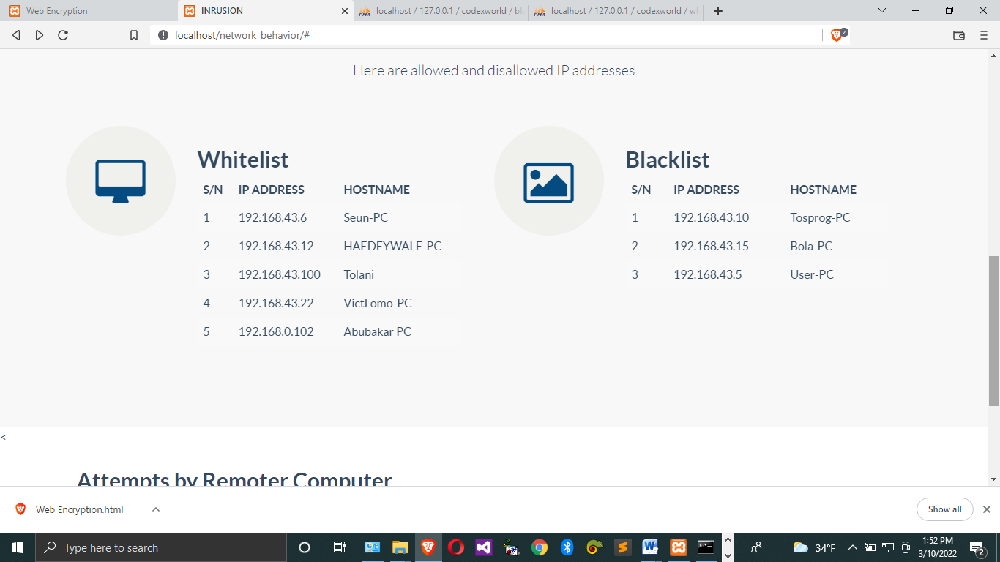 Web Encryption
INRUSION
localhost / 127.0.0.1 / codexworld / bla
localhost / 127.0.0.1 / codexworld / wh
localhost/network_behavior/#
2
Here are allowed and disallowed IP addresses
Whitelist
S/N IP ADDRESS HOSTNAME
1 192.168.43.6 Seun-PC
2 192.168.43.12 HAEDEYWALE-PC
3 192.168.43.100 Tolani
4 192.168.43.22 VictLomo-PC
5 192.168.0.102 Abubakar PC
Blacklist
S/N IP ADDRESS HOSTNAME
1 192.168.43.10 Tosprog-PC
2 192.168.43.15 Bola-PC
3 192.168.43.5 User-PC
<
Attempts by Remoter Computer
Web Encryption.html
Show all
Type here to search
34°F
1:52 PM
3/10/2022
2